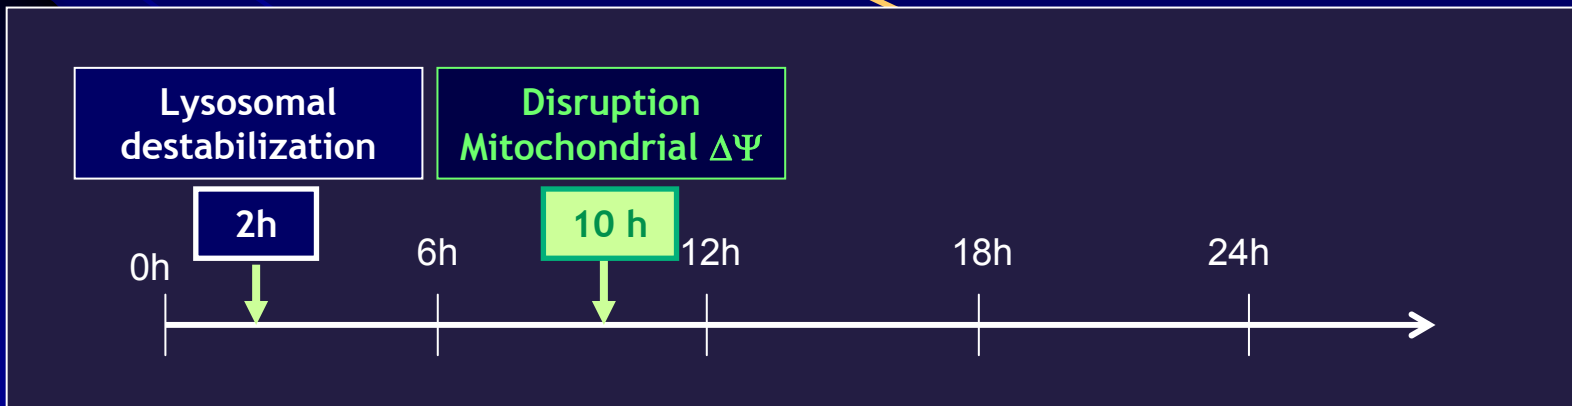 Lysosomal
destabilization
Disruption
Mitochondrial ΔΨ
2h
10 h
0h
6h
12h
18h
24h